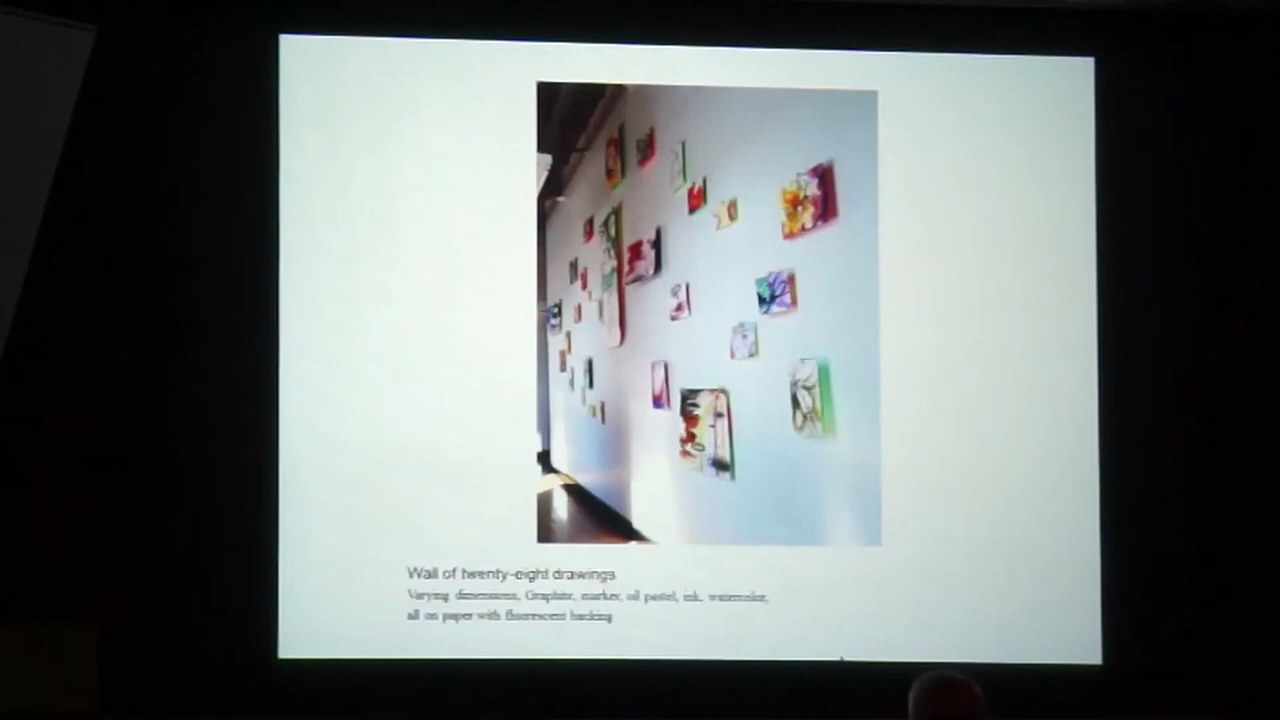 Wall of twenty-eight drawings
Varying dimensions, Graphite, marker, oil pastel, ink, watercolor,
all on paper with fluorescent backing